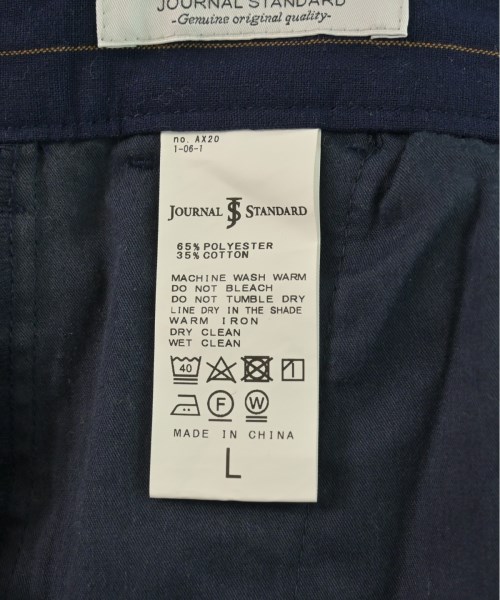 JOURNAL STANDARD
-Genuine original quality-
no. AX20
1-06-1
JOURNAL JS STANDARD
65% POLYESTER
35% COTTON
MACHINE WASH WARM
DO NOT BLEACH
DO NOT TUMBLE DRY
LINE DRY IN THE SHADE
WARM IRON
DRY CLEAN
WET CLEAN
40
F W
MADE IN CHINA
L